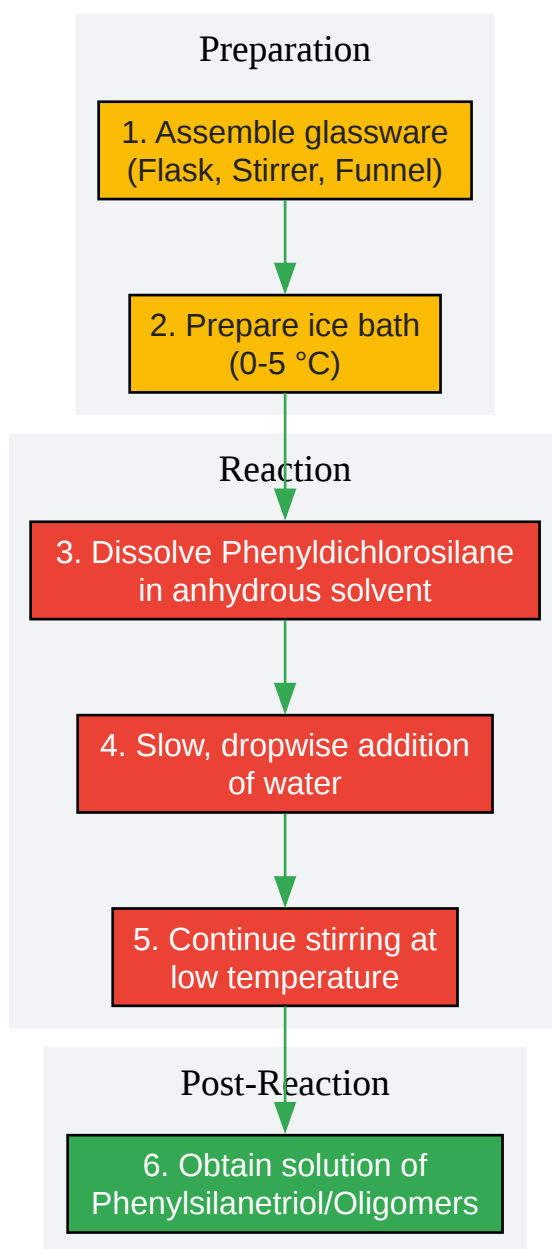 Preparation
1. Assemble glassware
(Flask, Stirrer, Funnel)
2. Prepare ice bath
(0-5 °C)
Reaction
3. Dissolve Phenyldichlorosilane
in anhydrous solvent
4. Slow, dropwise addition
of water
5. Continue stirring at
low temperature
Post-Reaction
6. Obtain solution of
Phenylsilanetriol/Oligomers